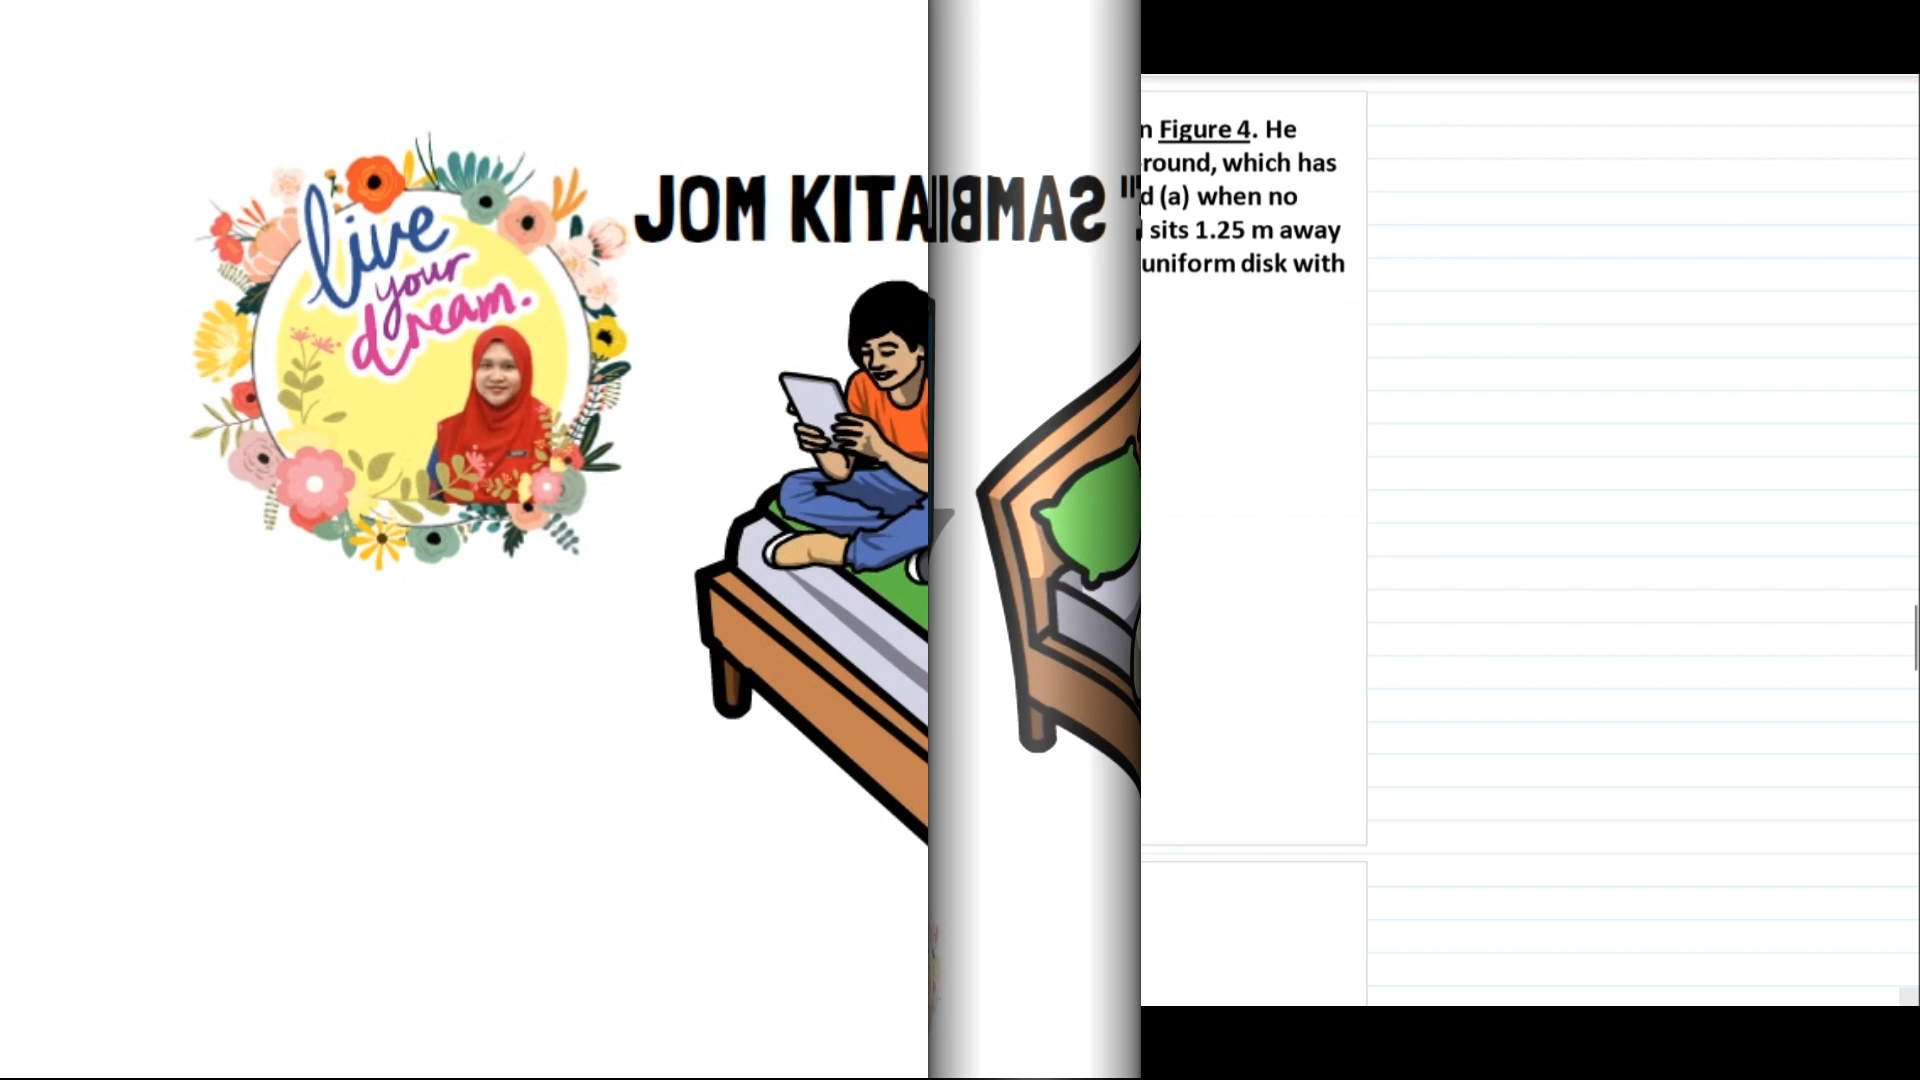 live
your
dream.
JOM KITA
SAMBI
n Figure 4. He
round, which has
d (a) when no
sits 1.25 m away
uniform disk with